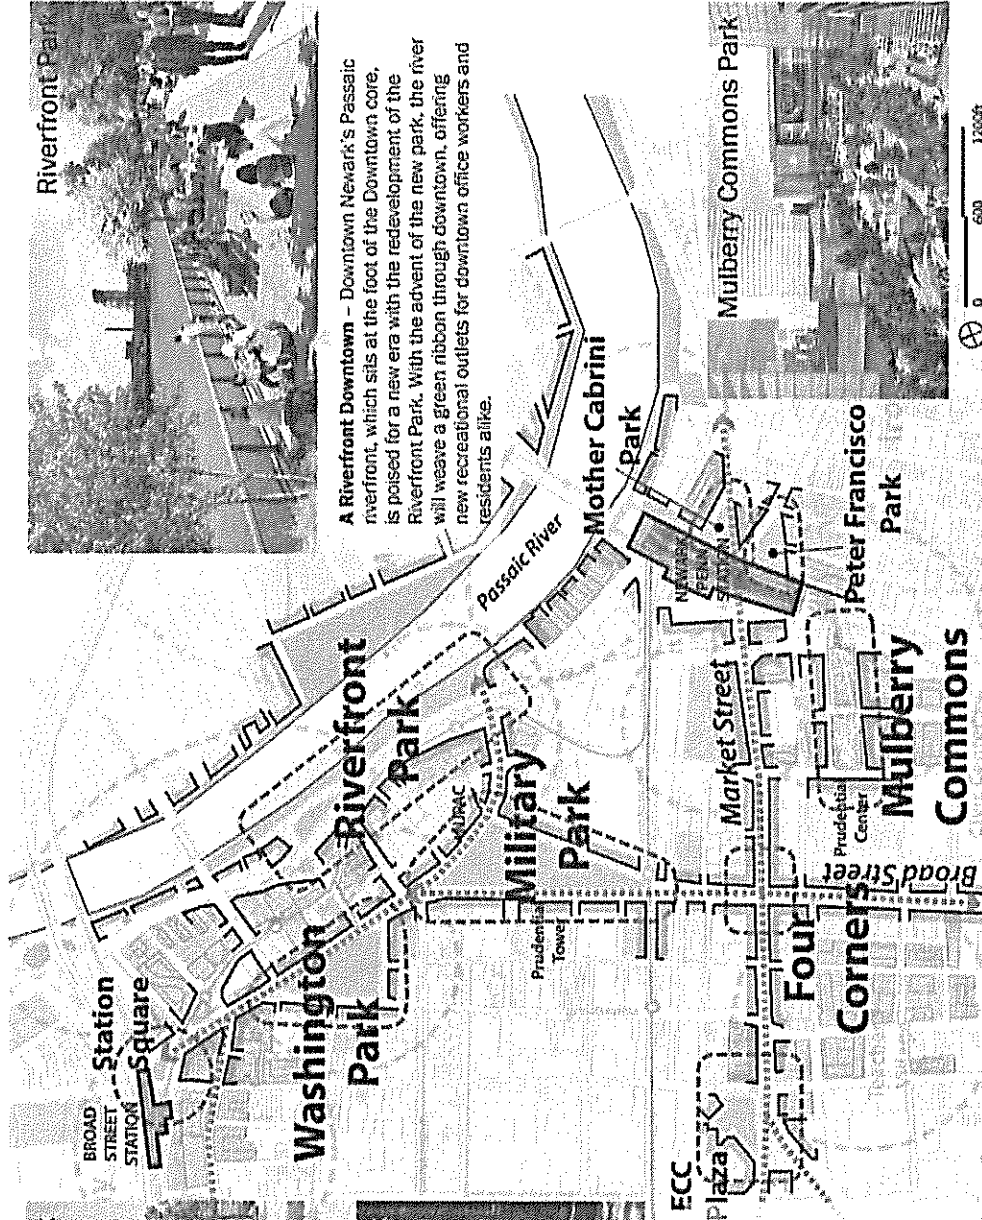 Riverfront Park
A Riverfront Downtown – Downtown Newark's Passaic
riverfront, which sits at the foot of the Downtown core,
is poised for a new era with the redevelopment of the
Riverfront Park. With the advent of the new park, the river
will weave a green ribbon through downtown, offering
new recreational outlets for downtown office workers and
residents alike.
Mulberry Commons Park
0 600 1200ft
BROAD
STREET
STATION
Station
Square
Washington
Park
Riverfront
Park
Passaic River
NJPAC
Military
Park
Prudential
Tower
Mother Cabrini
Park
NEWARK
PENN
STATION
Peter Francisco
Park
Market Street
Mulberry
Commons
Prudential
Center
Broad Street
Four
Corners
ECC
Plaza